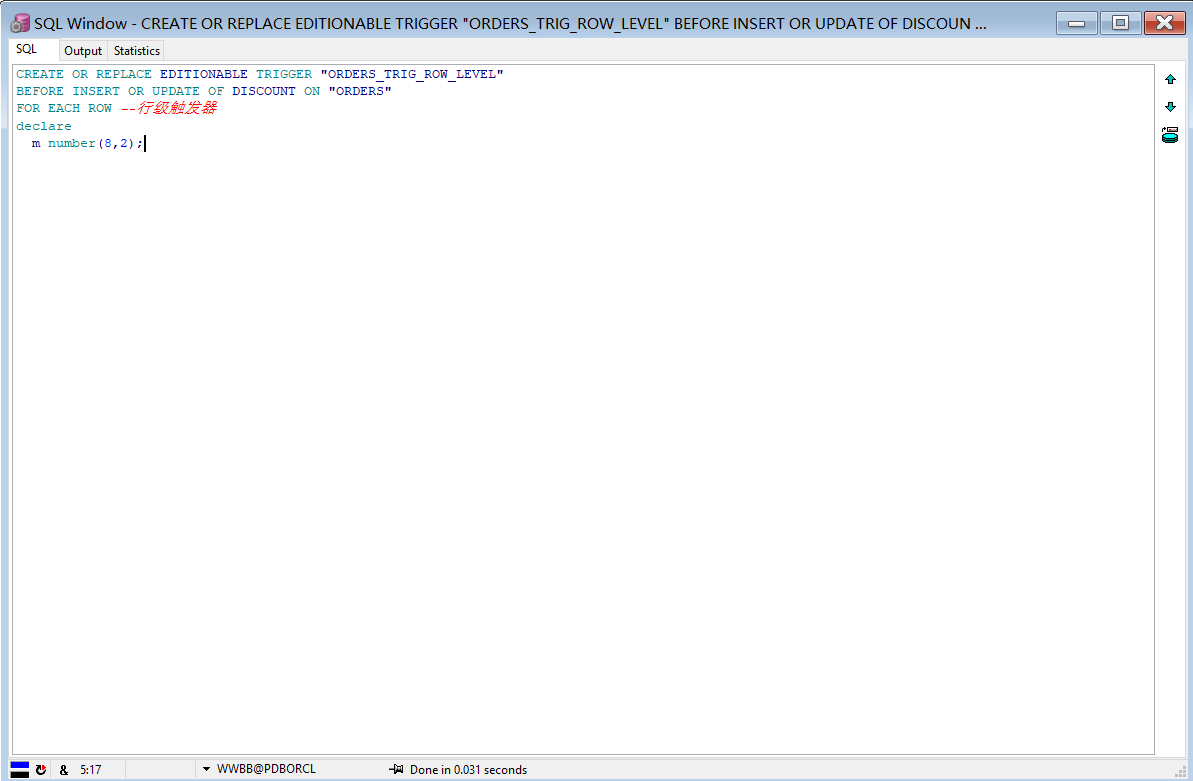 SQL Window - CREATE OR REPLACE EDITIONABLE TRIGGER "ORDERS_TRIG_ROW_LEVEL" BEFORE INSERT OR UPDATE OF DISCOUN ...
SQL Output Statistics
CREATE OR REPLACE EDITIONABLE TRIGGER "ORDERS_TRIG_ROW_LEVEL"
BEFORE INSERT OR UPDATE OF DISCOUNT ON "ORDERS"
FOR EACH ROW --行级触发器
declare
  m number(8,2);
& 5:17 WWBB@PDBORCL Done in 0.031 seconds